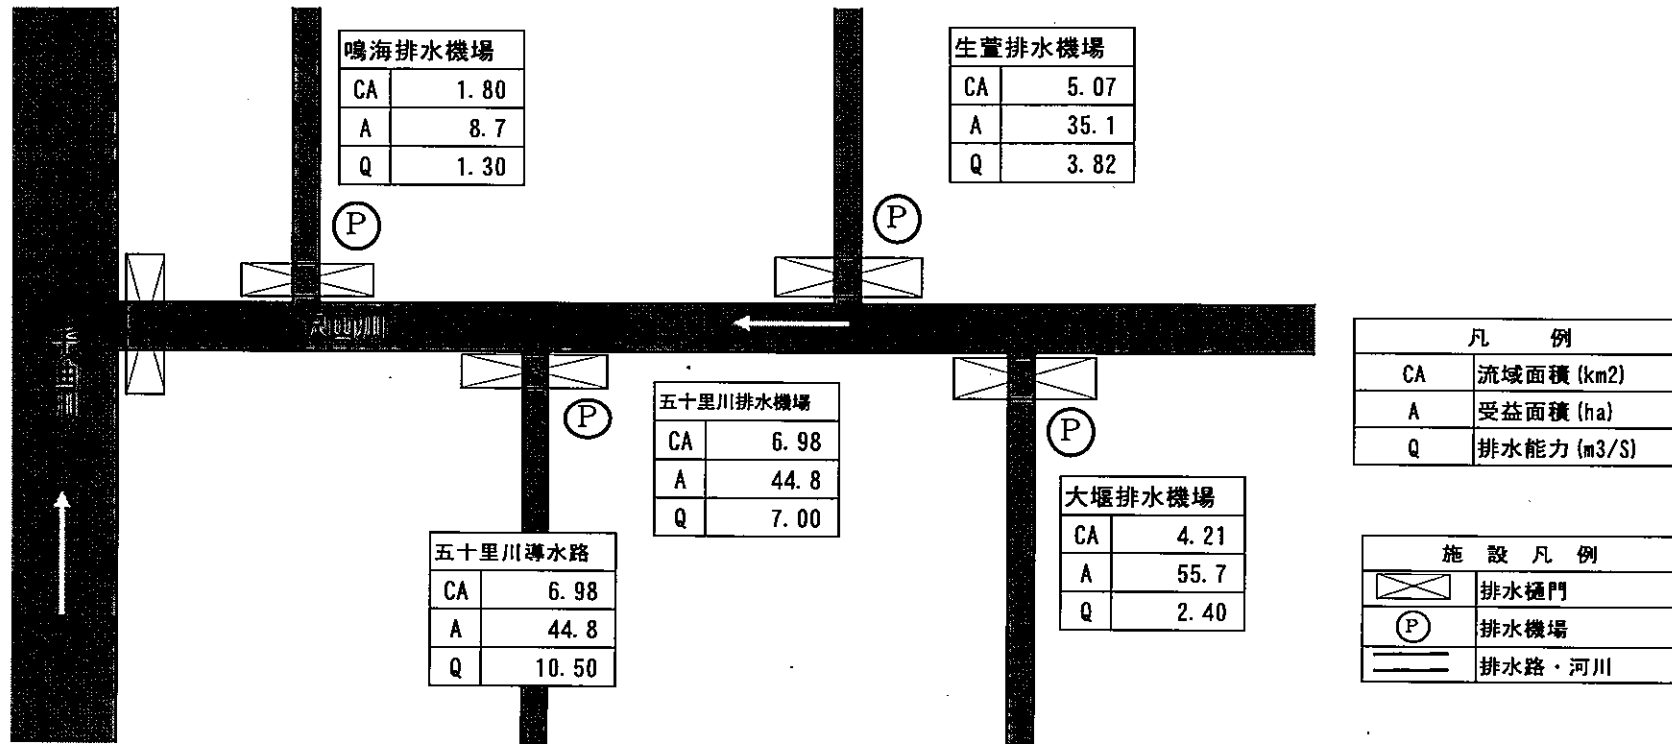 鳴海排水機場
CA 1.80
A 8.7
Q 1.30
生萱排水機場
CA 5.07
A 35.1
Q 3.82
五十里川排水機場
CA 6.98
A 44.8
Q 7.00
五十里川導水路
CA 6.98
A 44.8
Q 10.50
大堰排水機場
CA 4.21
A 55.7
Q 2.40
凡 例
CA 流域面積(km2)
A 受益面積(ha)
Q 排水能力(m3/S)
施 設 凡 例
排水樋門
P 排水機場
排水路・河川
P
P
P
P